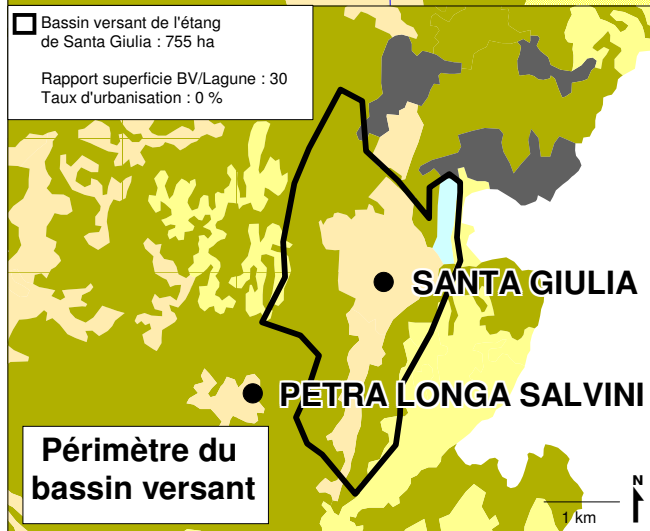 Bassin versant de l'étang
de Santa Giulia : 755 ha
Rapport superficie BV/Lagune : 30
Taux d'urbanisation : 0 %
SANTA GIULIA
PETRA LONGA SALVINI
Périmètre du
bassin versant
N
1 km